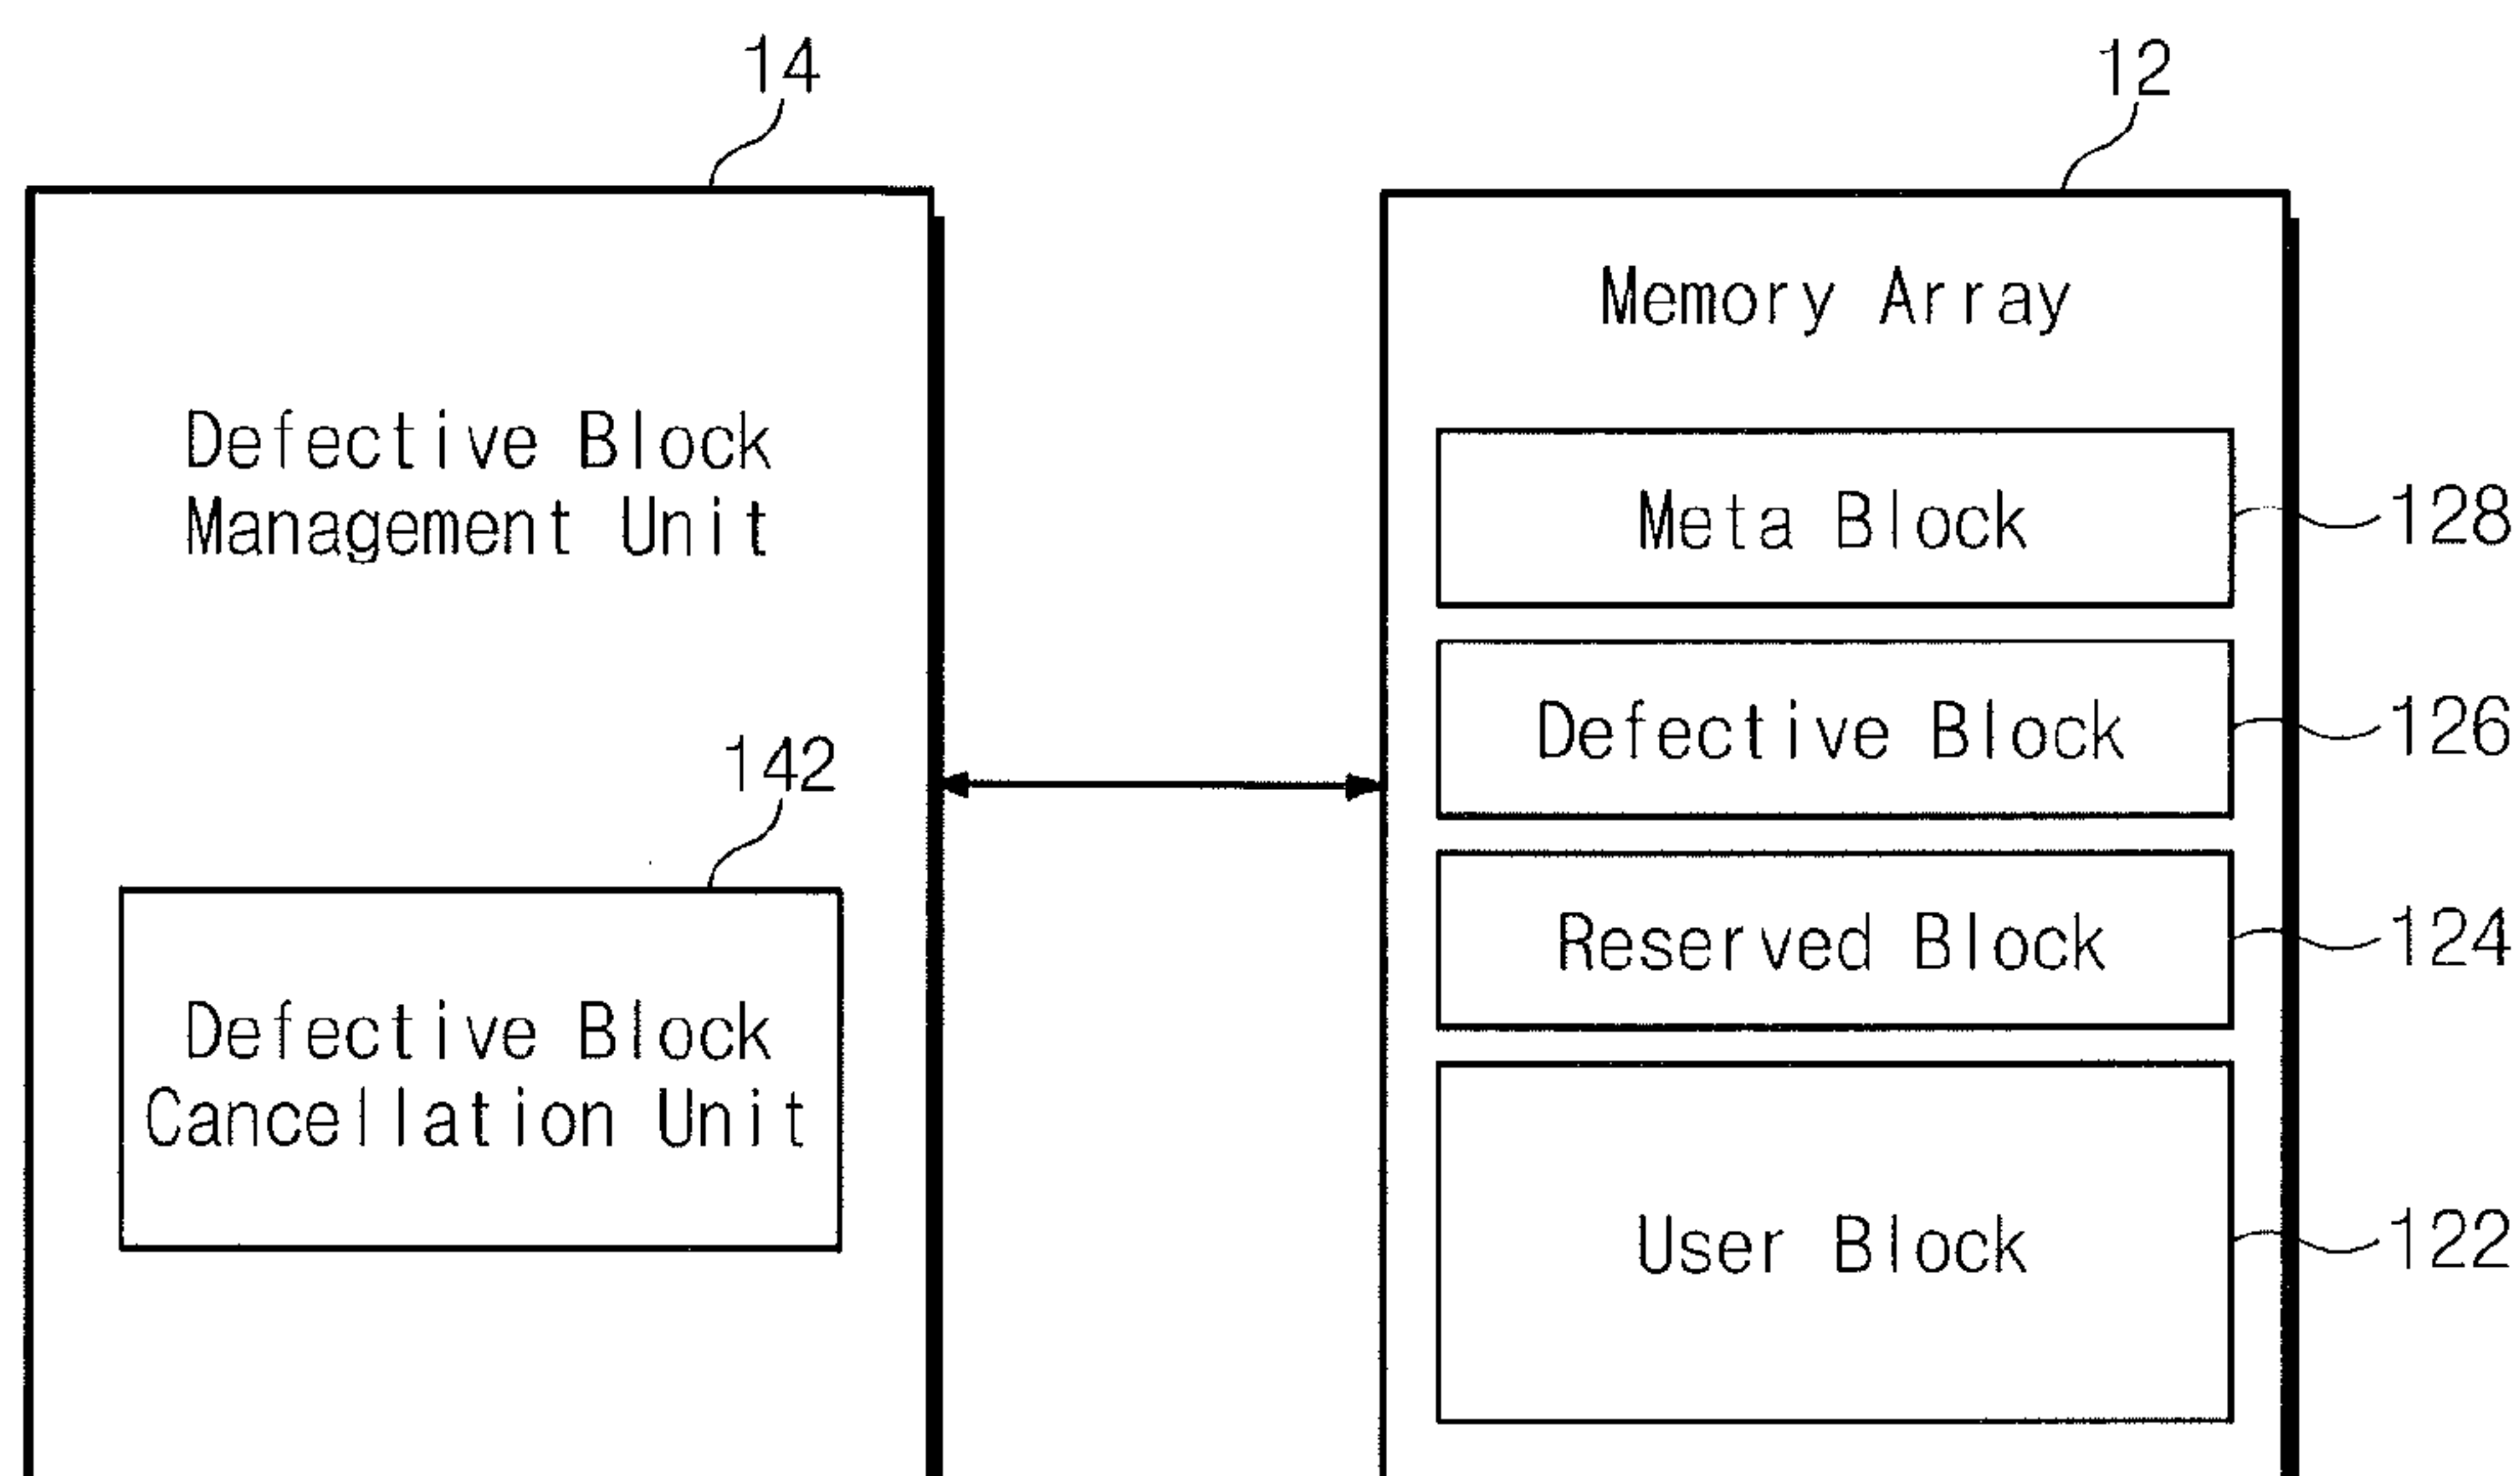 14
Defective Block
Management Unit
142
Defective Block
Cancellation Unit
12
Memory Array
Meta Block
128
Defective Block
126
Reserved Block
124
User Block
122